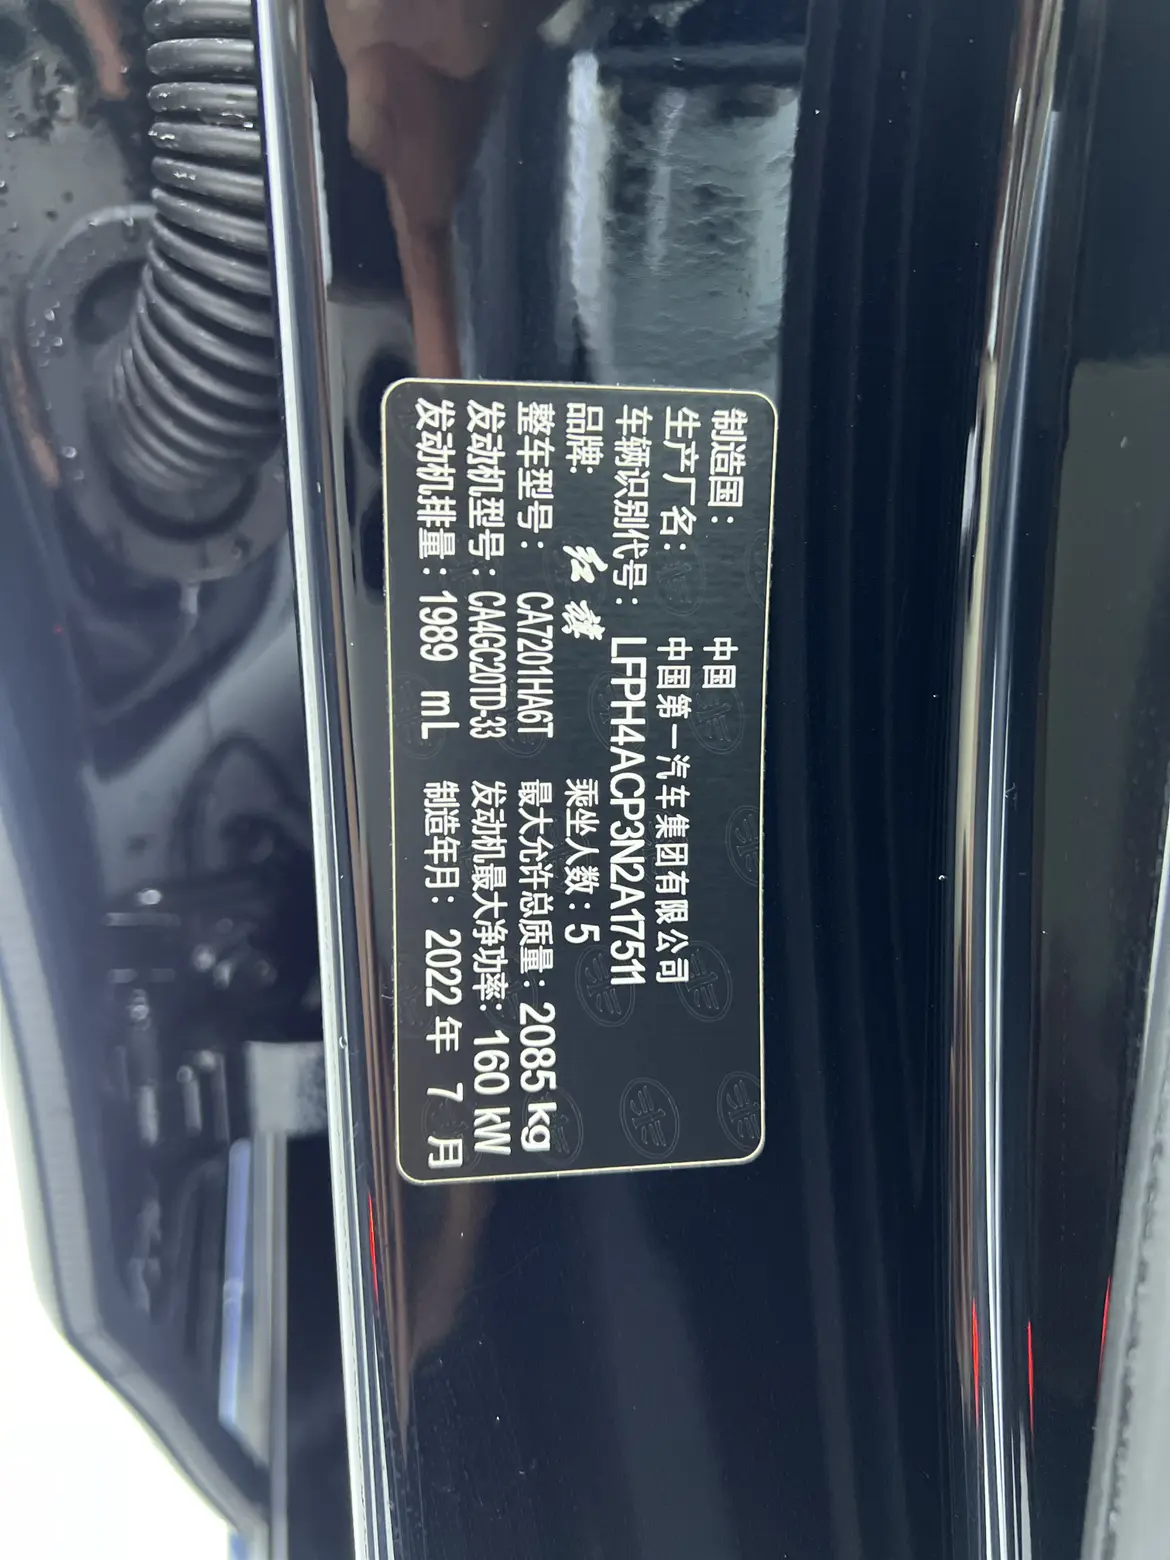 制造国： 中国
生产厂名： 中国第一汽车集团有限公司
车辆识别代号： LFPH4ACP3N2A17511
品牌: 红旗 乘坐人数：5
整车型号： CA7201HA6T 最大允许总质量：2085 kg
发动机型号：CA4GC20TD-33 发动机最大净功率：160 kW
发动机排量：1989 mL 制造年月：2022 年 7 月